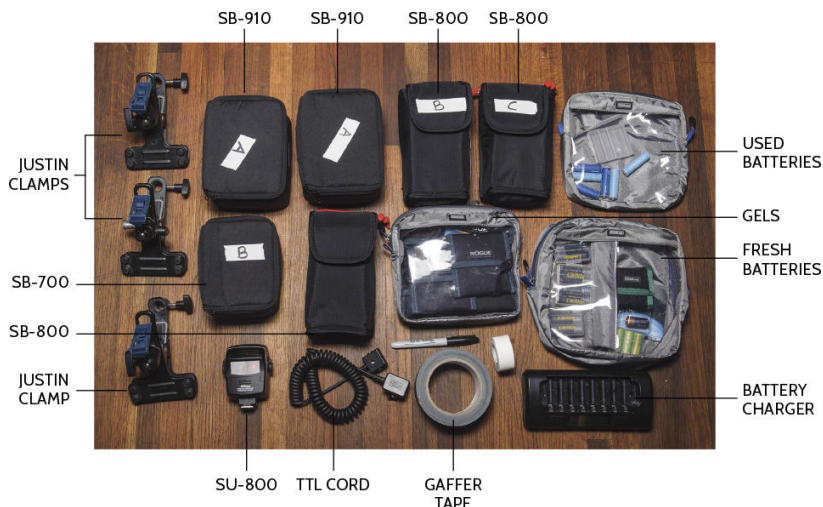 SB-910
SB-910
SB-800
SB-800
JUSTIN
CLAMPS
A
A
B
C
USED
BATTERIES
GELS
B
ROGUE
FRESH
BATTERIES
SB-700
SB-800
JUSTIN
CLAMP
BATTERY
CHARGER
SU-800
TTL CORD
GAFFER
TAPE